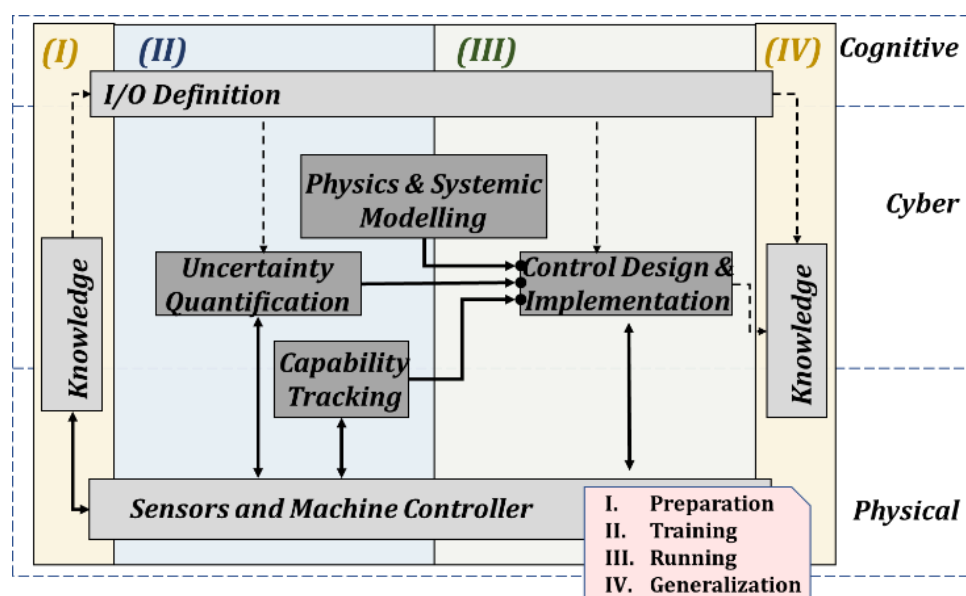 (I)
(II)
(III)
(IV)
Cognitive
I/O Definition
Physics & Systemic
Modelling
Cyber
Uncertainty
Quantification
Control Design &
Implementation
Knowledge
Knowledge
Capability
Tracking
Sensors and Machine Controller
Physical
I. Preparation
II. Training
III. Running
IV. Generalization